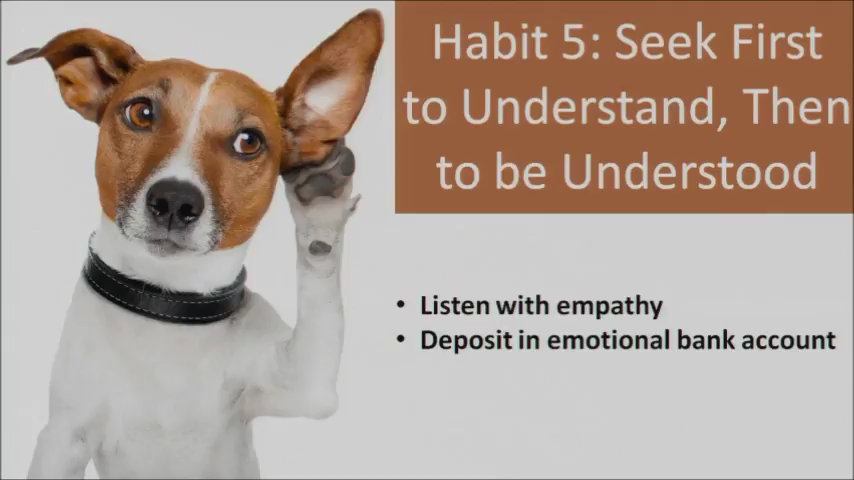 Habit 5: Seek First
to Understand, Then
to be Understood
• Listen with empathy
• Deposit in emotional bank account